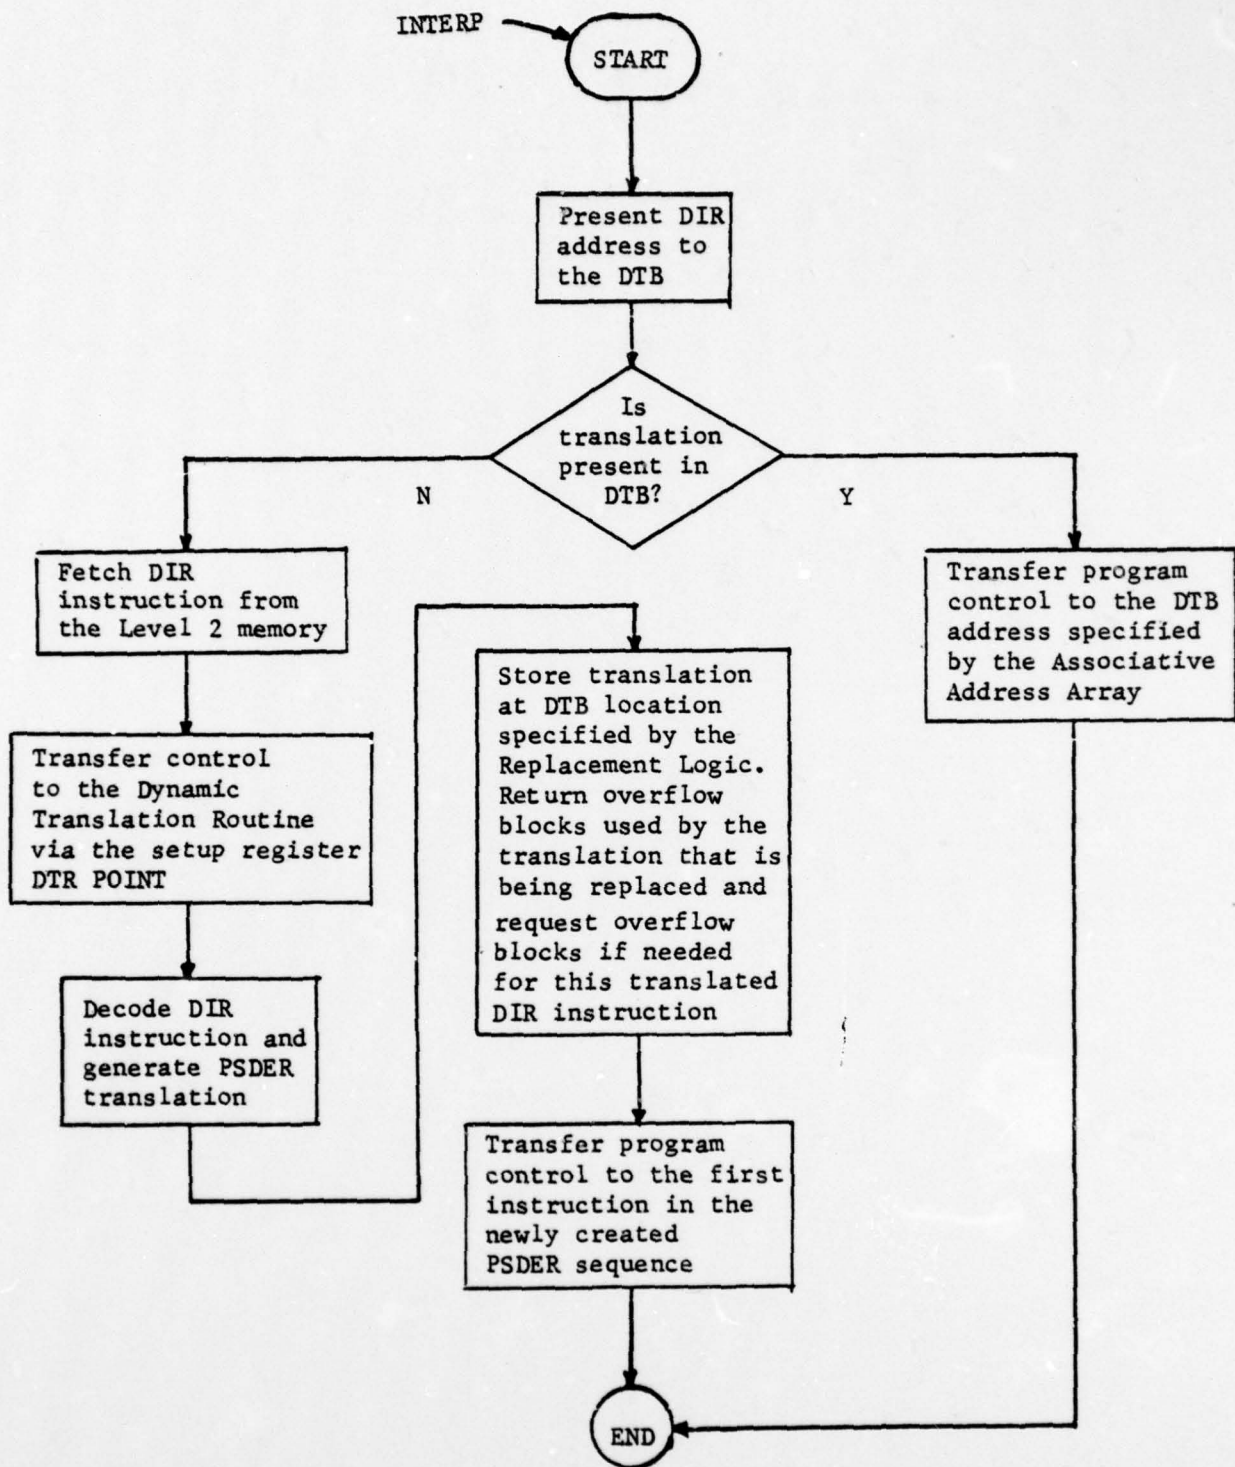 INTERP
START
Present DIR
address to
the DTB
Is
translation
present in
DTB?
N
Y
Fetch DIR
instruction from
the Level 2 memory
Transfer control
to the Dynamic
Translation Routine
via the setup register
DTR POINT
Decode DIR
instruction and
generate PSDER
translation
Store translation
at DTB location
specified by the
Replacement Logic.
Return overflow
blocks used by the
translation that is
being replaced and
request overflow
blocks if needed
for this translated
DIR instruction
Transfer program
control to the first
instruction in the
newly created
PSDER sequence
Transfer program
control to the DTB
address specified
by the Associative
Address Array
END